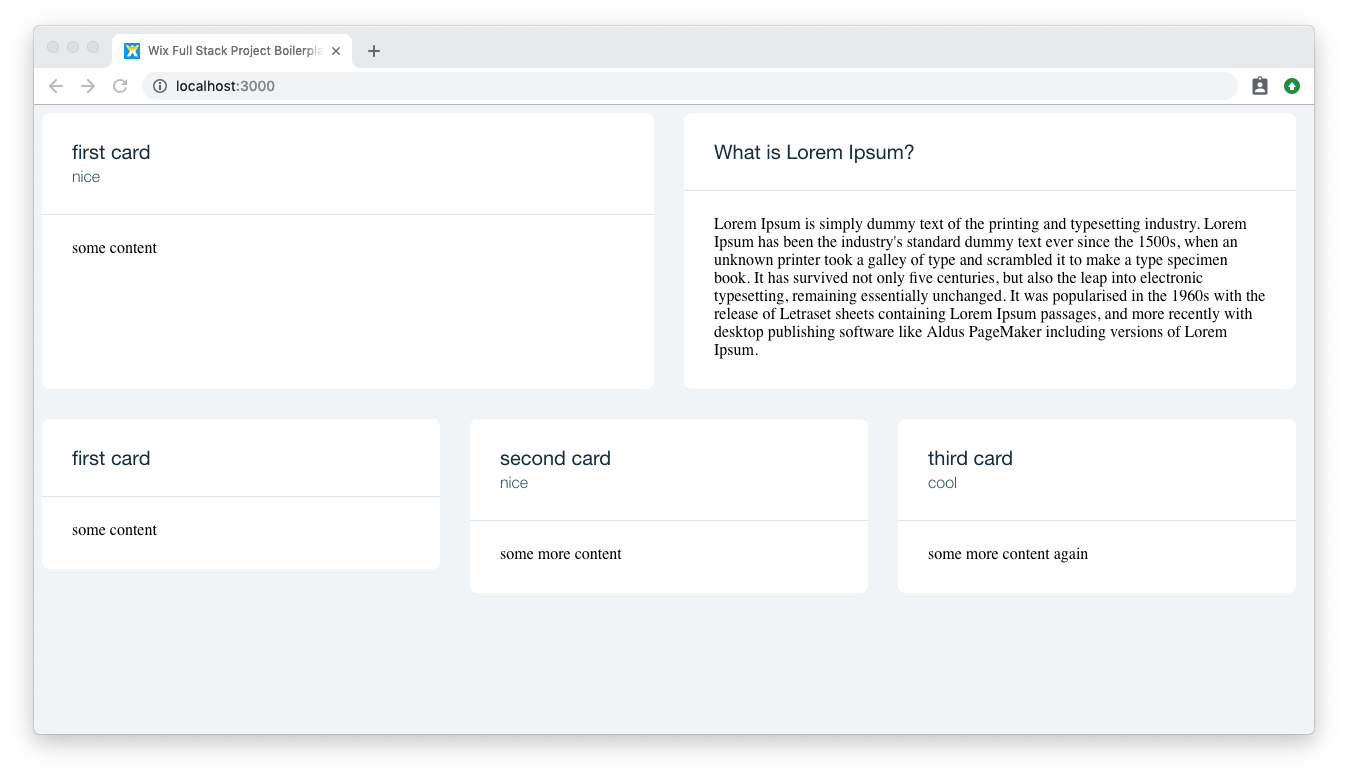 Wix Full Stack Project Boilerpla
localhost:3000
first card
nice
some content
What is Lorem Ipsum?
Lorem Ipsum is simply dummy text of the printing and typesetting industry. Lorem
Ipsum has been the industry's standard dummy text ever since the 1500s, when an
unknown printer took a galley of type and scrambled it to make a type specimen
book. It has survived not only five centuries, but also the leap into electronic
typesetting, remaining essentially unchanged. It was popularised in the 1960s with the
release of Letraset sheets containing Lorem Ipsum passages, and more recently with
desktop publishing software like Aldus PageMaker including versions of Lorem
Ipsum.
first card
some content
second card
nice
some more content
third card
cool
some more content again